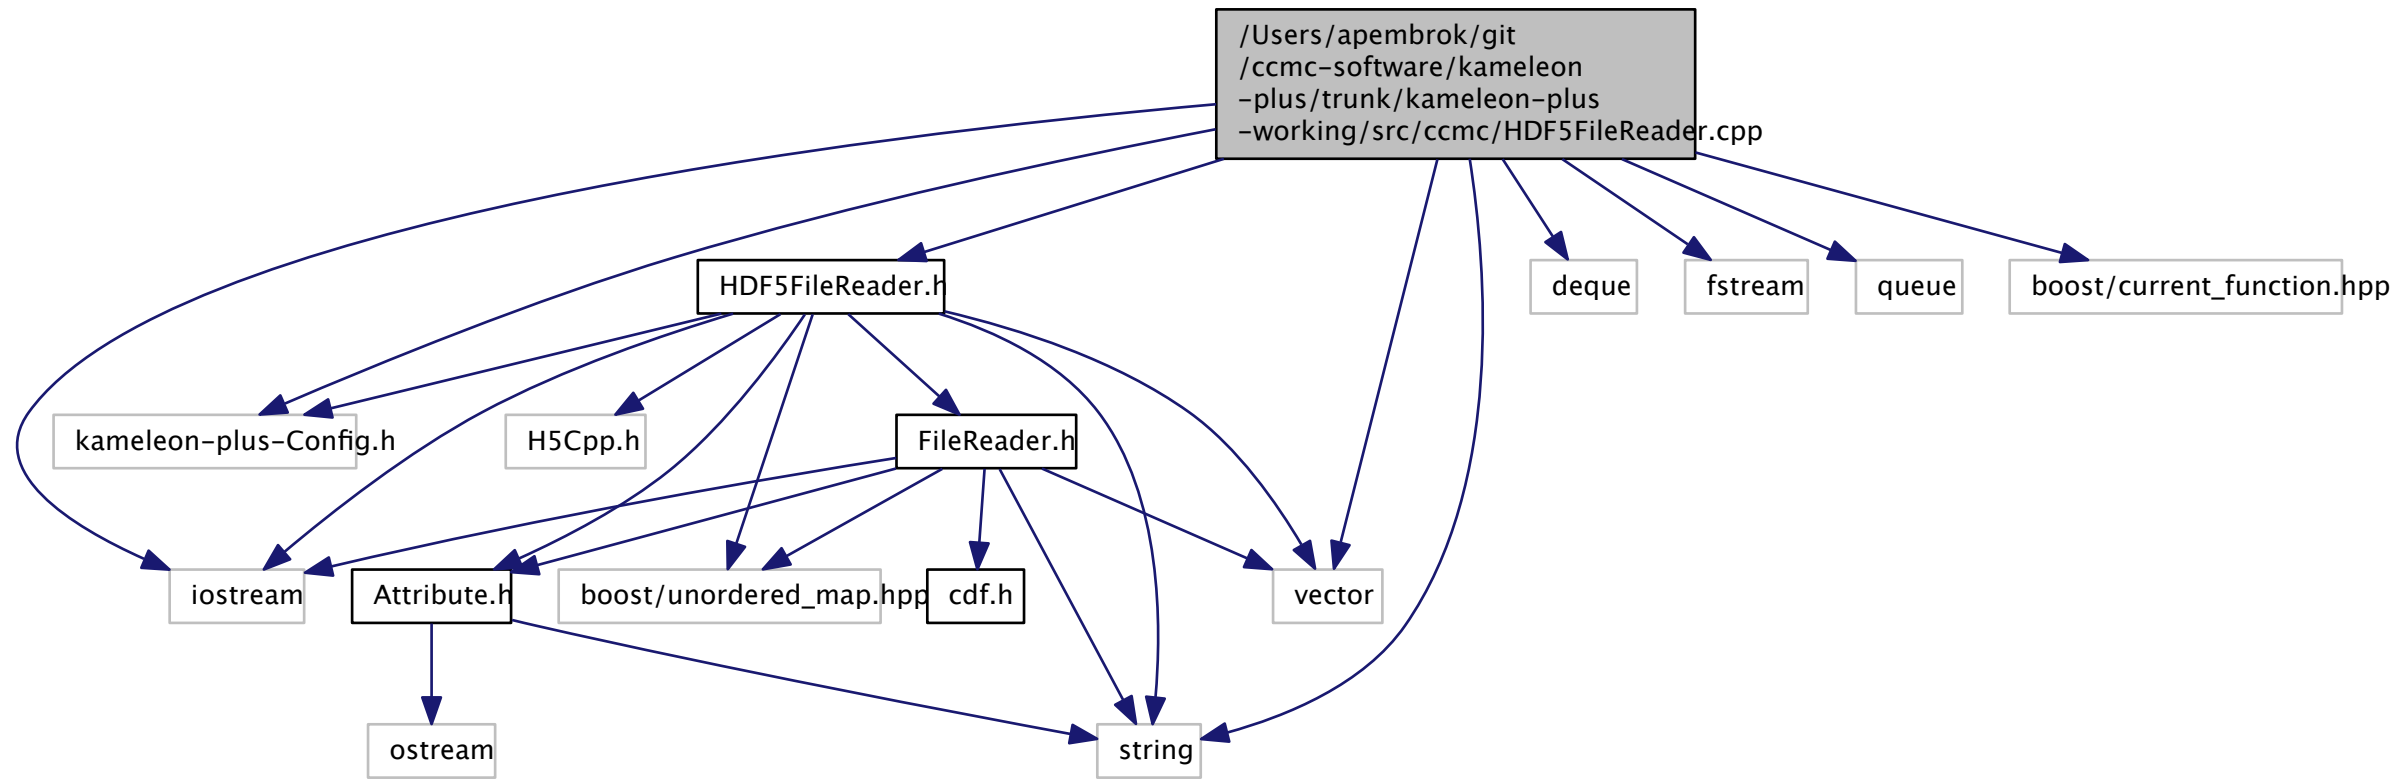 /Users/apembrok/git
/ccmc-software/kameleon
-plus/trunk/kameleon-plus
-working/src/ccmc/HDF5FileReader.cpp
HDF5FileReader.h
deque
fstream
queue
boost/current_function.hpp
kameleon-plus-Config.h
H5Cpp.h
FileReader.h
iostream
Attribute.h
boost/unordered_map.hpp
cdf.h
vector
ostream
string